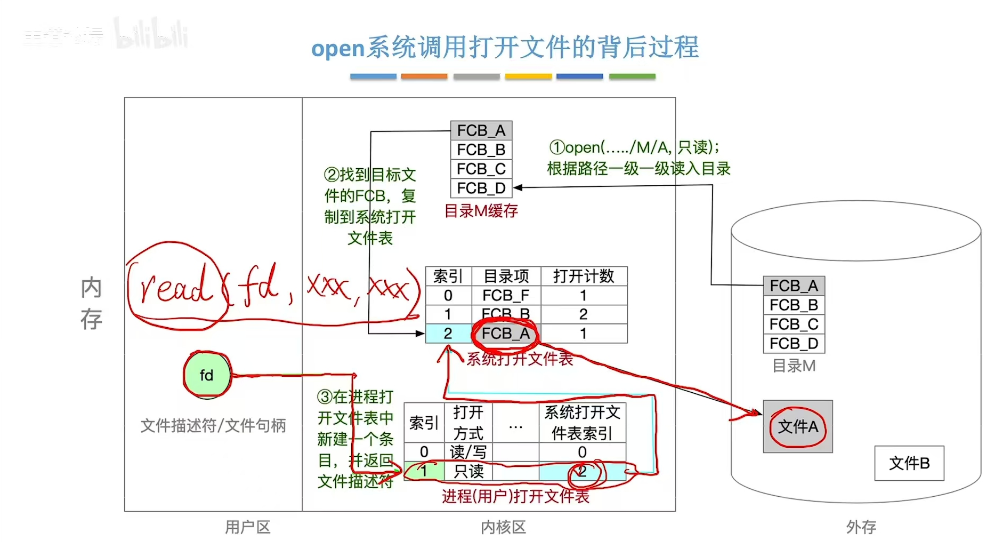 bilibili
open系统调用打开文件的背后过程
FCB_A
FCB_B
FCB_C
FCB_D
目录M缓存
①open(…../M/A, 只读);
根据路径一级一级读入目录
②找到目标文
件的FCB，复
制到系统打开
文件表
内存
read(fd, xxx, xxx)
索引 目录项 打开计数
0 FCB_F 1
1 FCB_B 2
2 FCB_A 1
系统打开文件表
FCB_A
FCB_B
FCB_C
FCB_D
目录M
fd
文件描述符/文件句柄
③在进程打
开文件表中
新建一个条
目，并返回
文件描述符
索引 打开方式 … 系统打开文件表索引
0 读/写 0
1 只读 2
进程(用户)打开文件表
文件A
文件B
用户区
内核区
外存